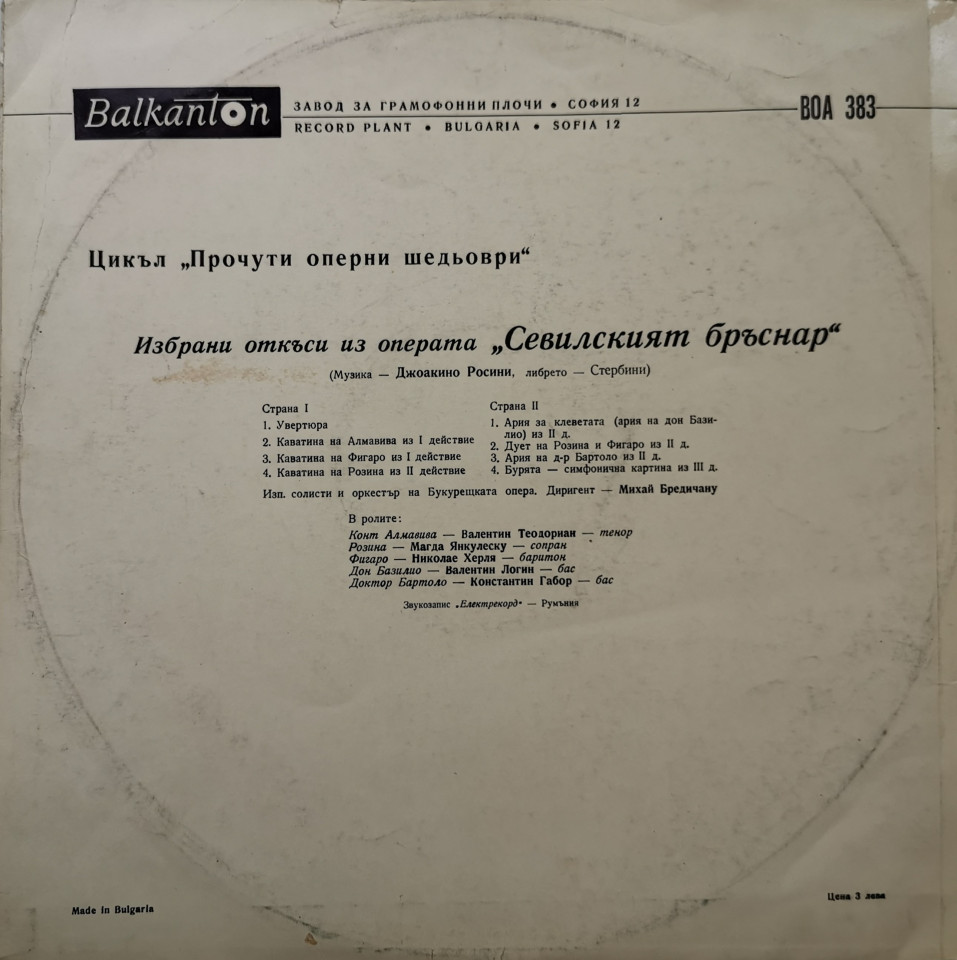 Balkanton
ЗАВОД ЗА ГРАМОФОННИ ПЛОЧИ • СОФИЯ 12
RECORD PLANT • BULGARIA • SOFIA 12
ВОА 383
Цикъл „Прочути оперни шедьоври“
Избрани откъси из операта „Севилският бръснар“
(Музика — Джоакино Росини, либрето — Стербини)
Страна I
1. Увертюра
2. Каватина на Алмавива из I действие
3. Каватина на Фигаро из I действие
4. Каватина на Розина из II действие
Страна II
1. Ария за клеветата (ария на дон Бази-
лио) из II д.
2. Дует на Розина и Фигаро из II д.
3. Ария на д-р Бартоло из II д.
4. Бурята — симфонична картина из III д.
Изп. солисти и оркестър на Букурещката опера. Диригент — Михай Бредичану
В ролите:
Конт Алмавива — Валентин Теодориан — тенор
Розина — Магда Янкулеску — сопран
Фигаро — Николае Херля — баритон
Дон Базилио — Валентин Логин — бас
Доктор Бартоло — Константин Габор — бас
Звукозапис „Електрекорд“ — Румъния
Made in Bulgaria
Цена 3 лева